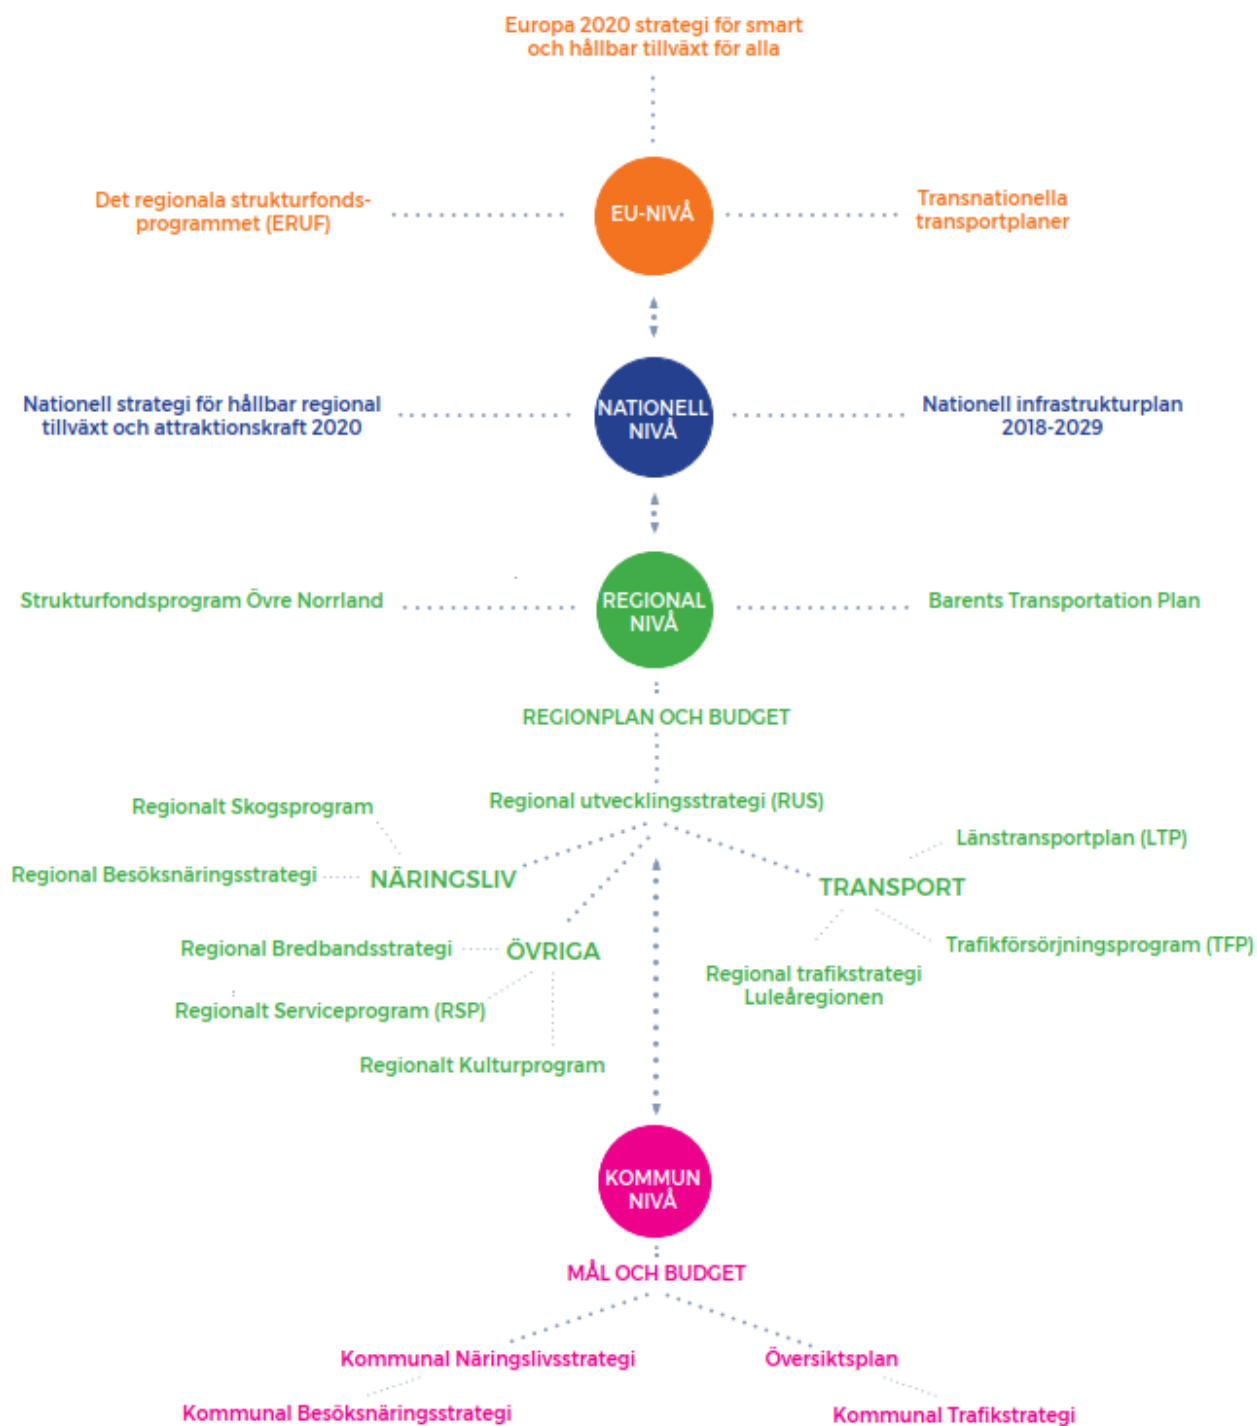 Europa 2020 strategi för smart
och hållbar tillväxt för alla
Det regionala strukturfonds-
programmet (ERUF)
EU-NIVÅ
Transnationella
transportplaner
Nationell strategi för hållbar regional
tillväxt och attraktionskraft 2020
NATIONELL
NIVÅ
Nationell infrastrukturplan
2018-2029
Strukturfondsprogram Övre Norrland
REGIONAL
NIVÅ
Barents Transportation Plan
REGIONPLAN OCH BUDGET
Regional utvecklingsstrategi (RUS)
Regionalt Skogsprogram
Regional Besöksnäringsstrategi
NÄRINGSLIV
Länstransportplan (LTP)
TRANSPORT
Trafikförsörjningsprogram (TFP)
Regional trafikstrategi
Luleåregionen
Regional Bredbandsstrategi
ÖVRIGA
Regionalt Serviceprogram (RSP)
Regionalt Kulturprogram
KOMMUN
NIVÅ
MÅL OCH BUDGET
Kommunal Näringslivsstrategi
Översiktsplan
Kommunal Besöksnäringsstrategi
Kommunal Trafikstrategi